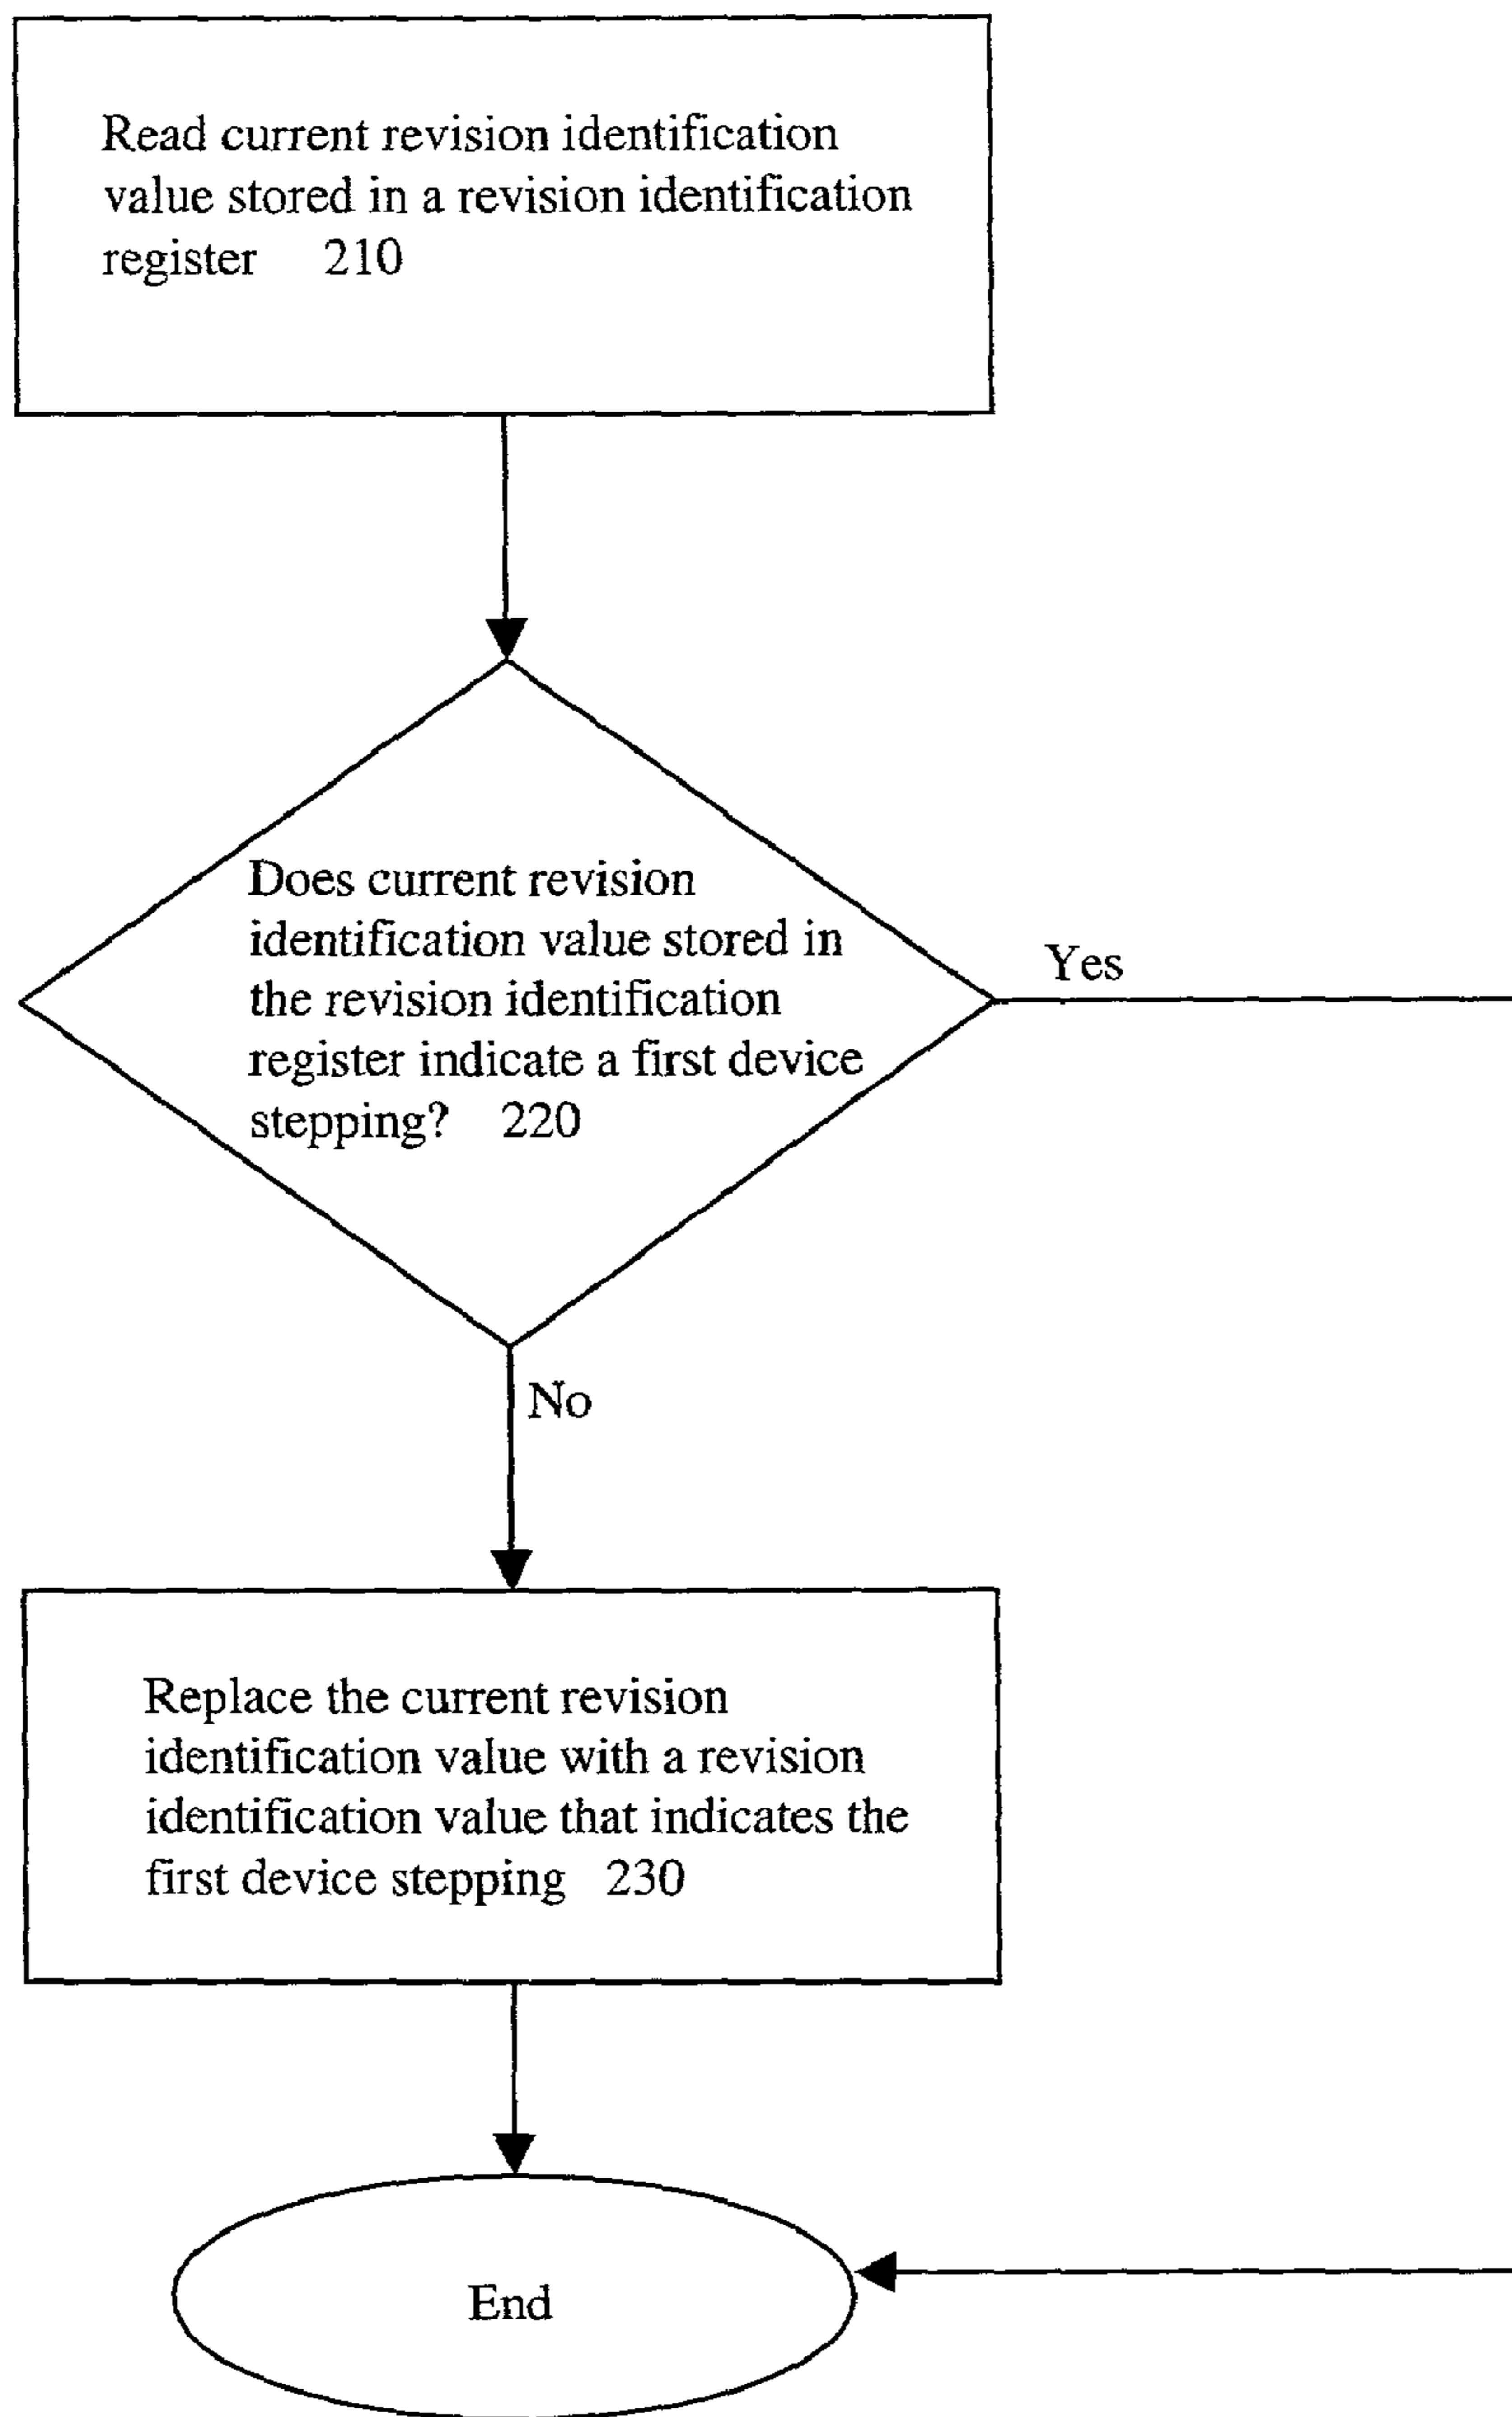 Read current revision identification
value stored in a revision identification
register 210
Does current revision
identification value stored in
the revision identification
register indicate a first device
stepping? 220
Yes
No
Replace the current revision
identification value with a revision
identification value that indicates the
first device stepping 230
End